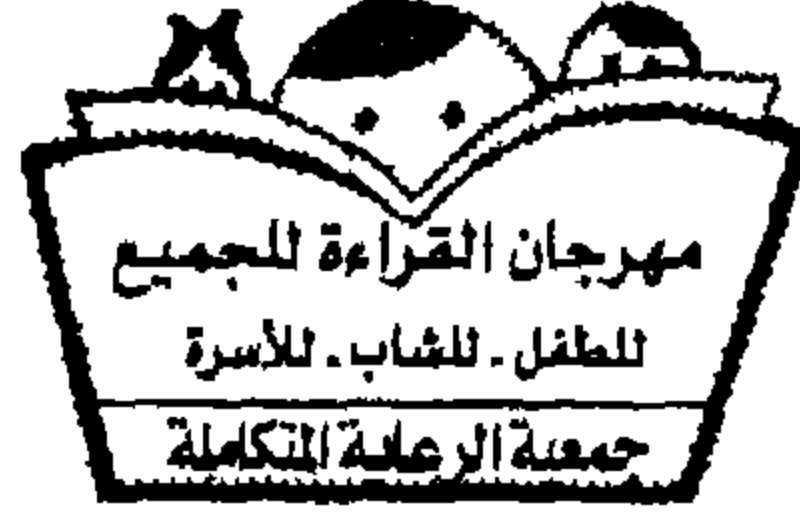 مهرجان القراءة للجميع
للطفل - للشاب - للأسرة
جمعية الرعاية المتكاملة